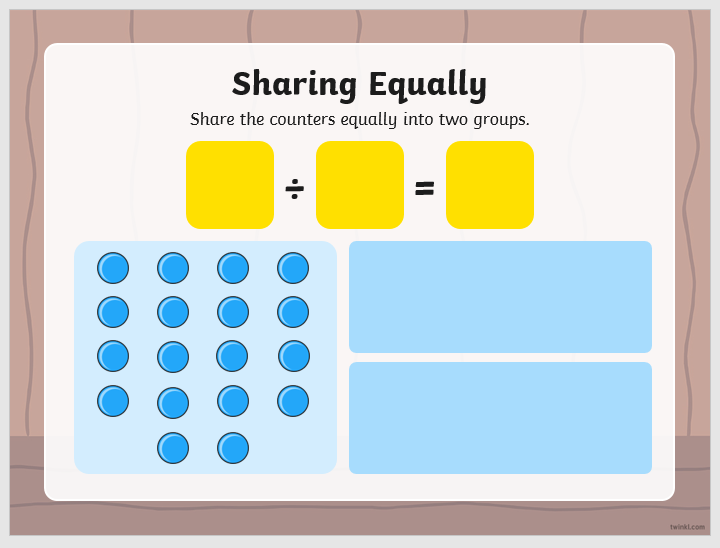 Sharing Equally
Share the counters equally into two groups.
÷ =
twinkl.com